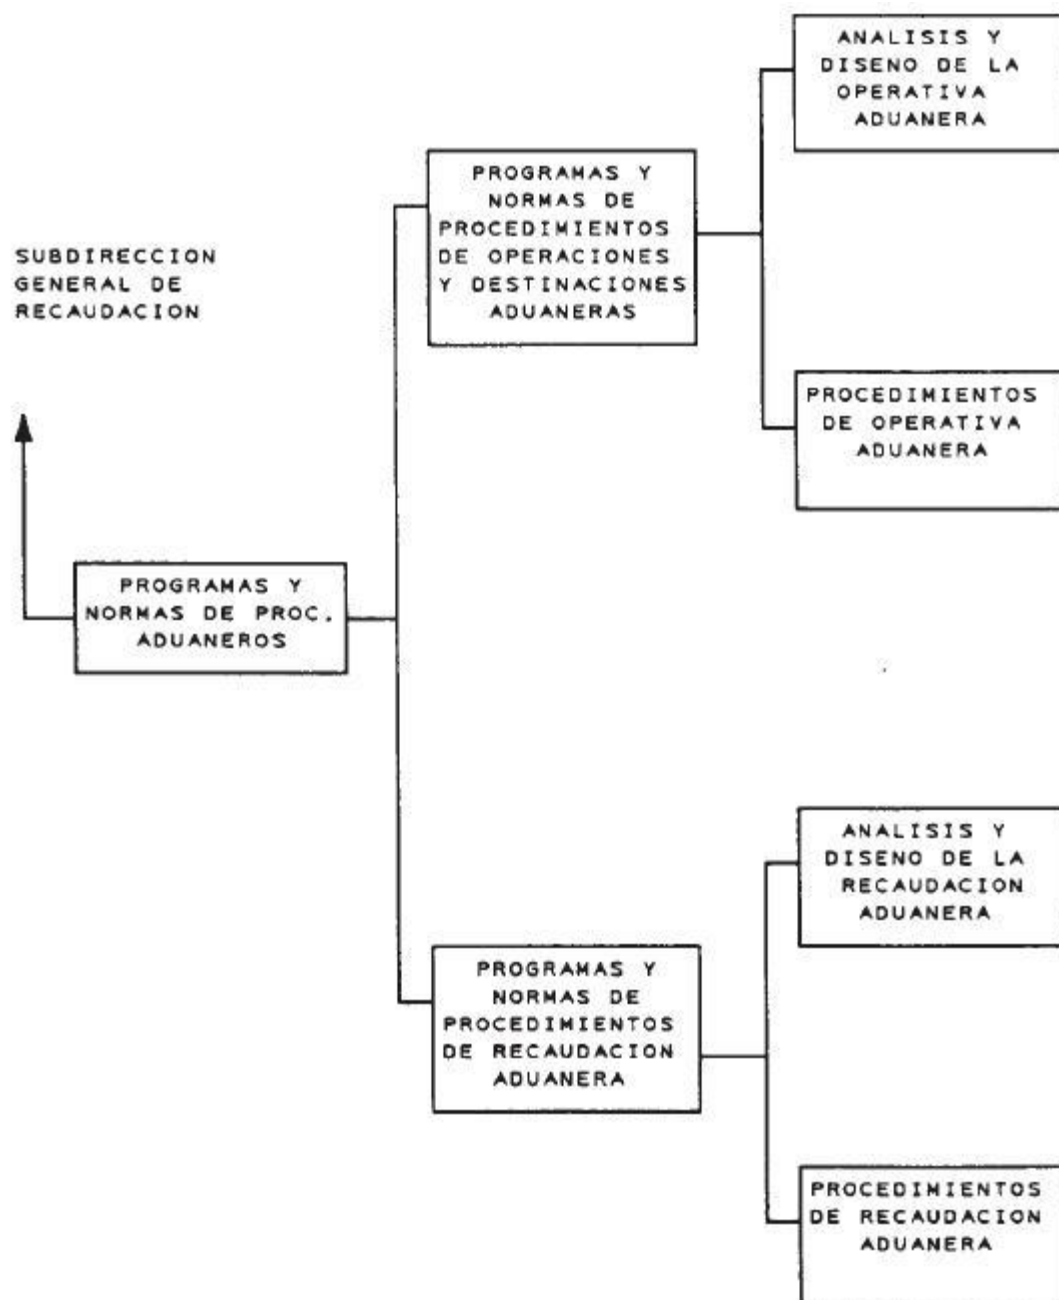 SUBDIRECCION
GENERAL DE
RECAUDACION
PROGRAMAS Y
NORMAS DE PROC.
ADUANEROS
PROGRAMAS Y
NORMAS DE
PROCEDIMIENTOS
DE OPERACIONES
Y DESTINACIONES
ADUANERAS
ANALISIS Y
DISENO DE LA
OPERATIVA
ADUANERA
PROCEDIMIENTOS
DE OPERATIVA
ADUANERA
PROGRAMAS Y
NORMAS DE
PROCEDIMIENTOS
DE RECAUDACION
ADUANERA
ANALISIS Y
DISENO DE LA
RECAUDACION
ADUANERA
PROCEDIMIENTOS
DE RECAUDACION
ADUANERA